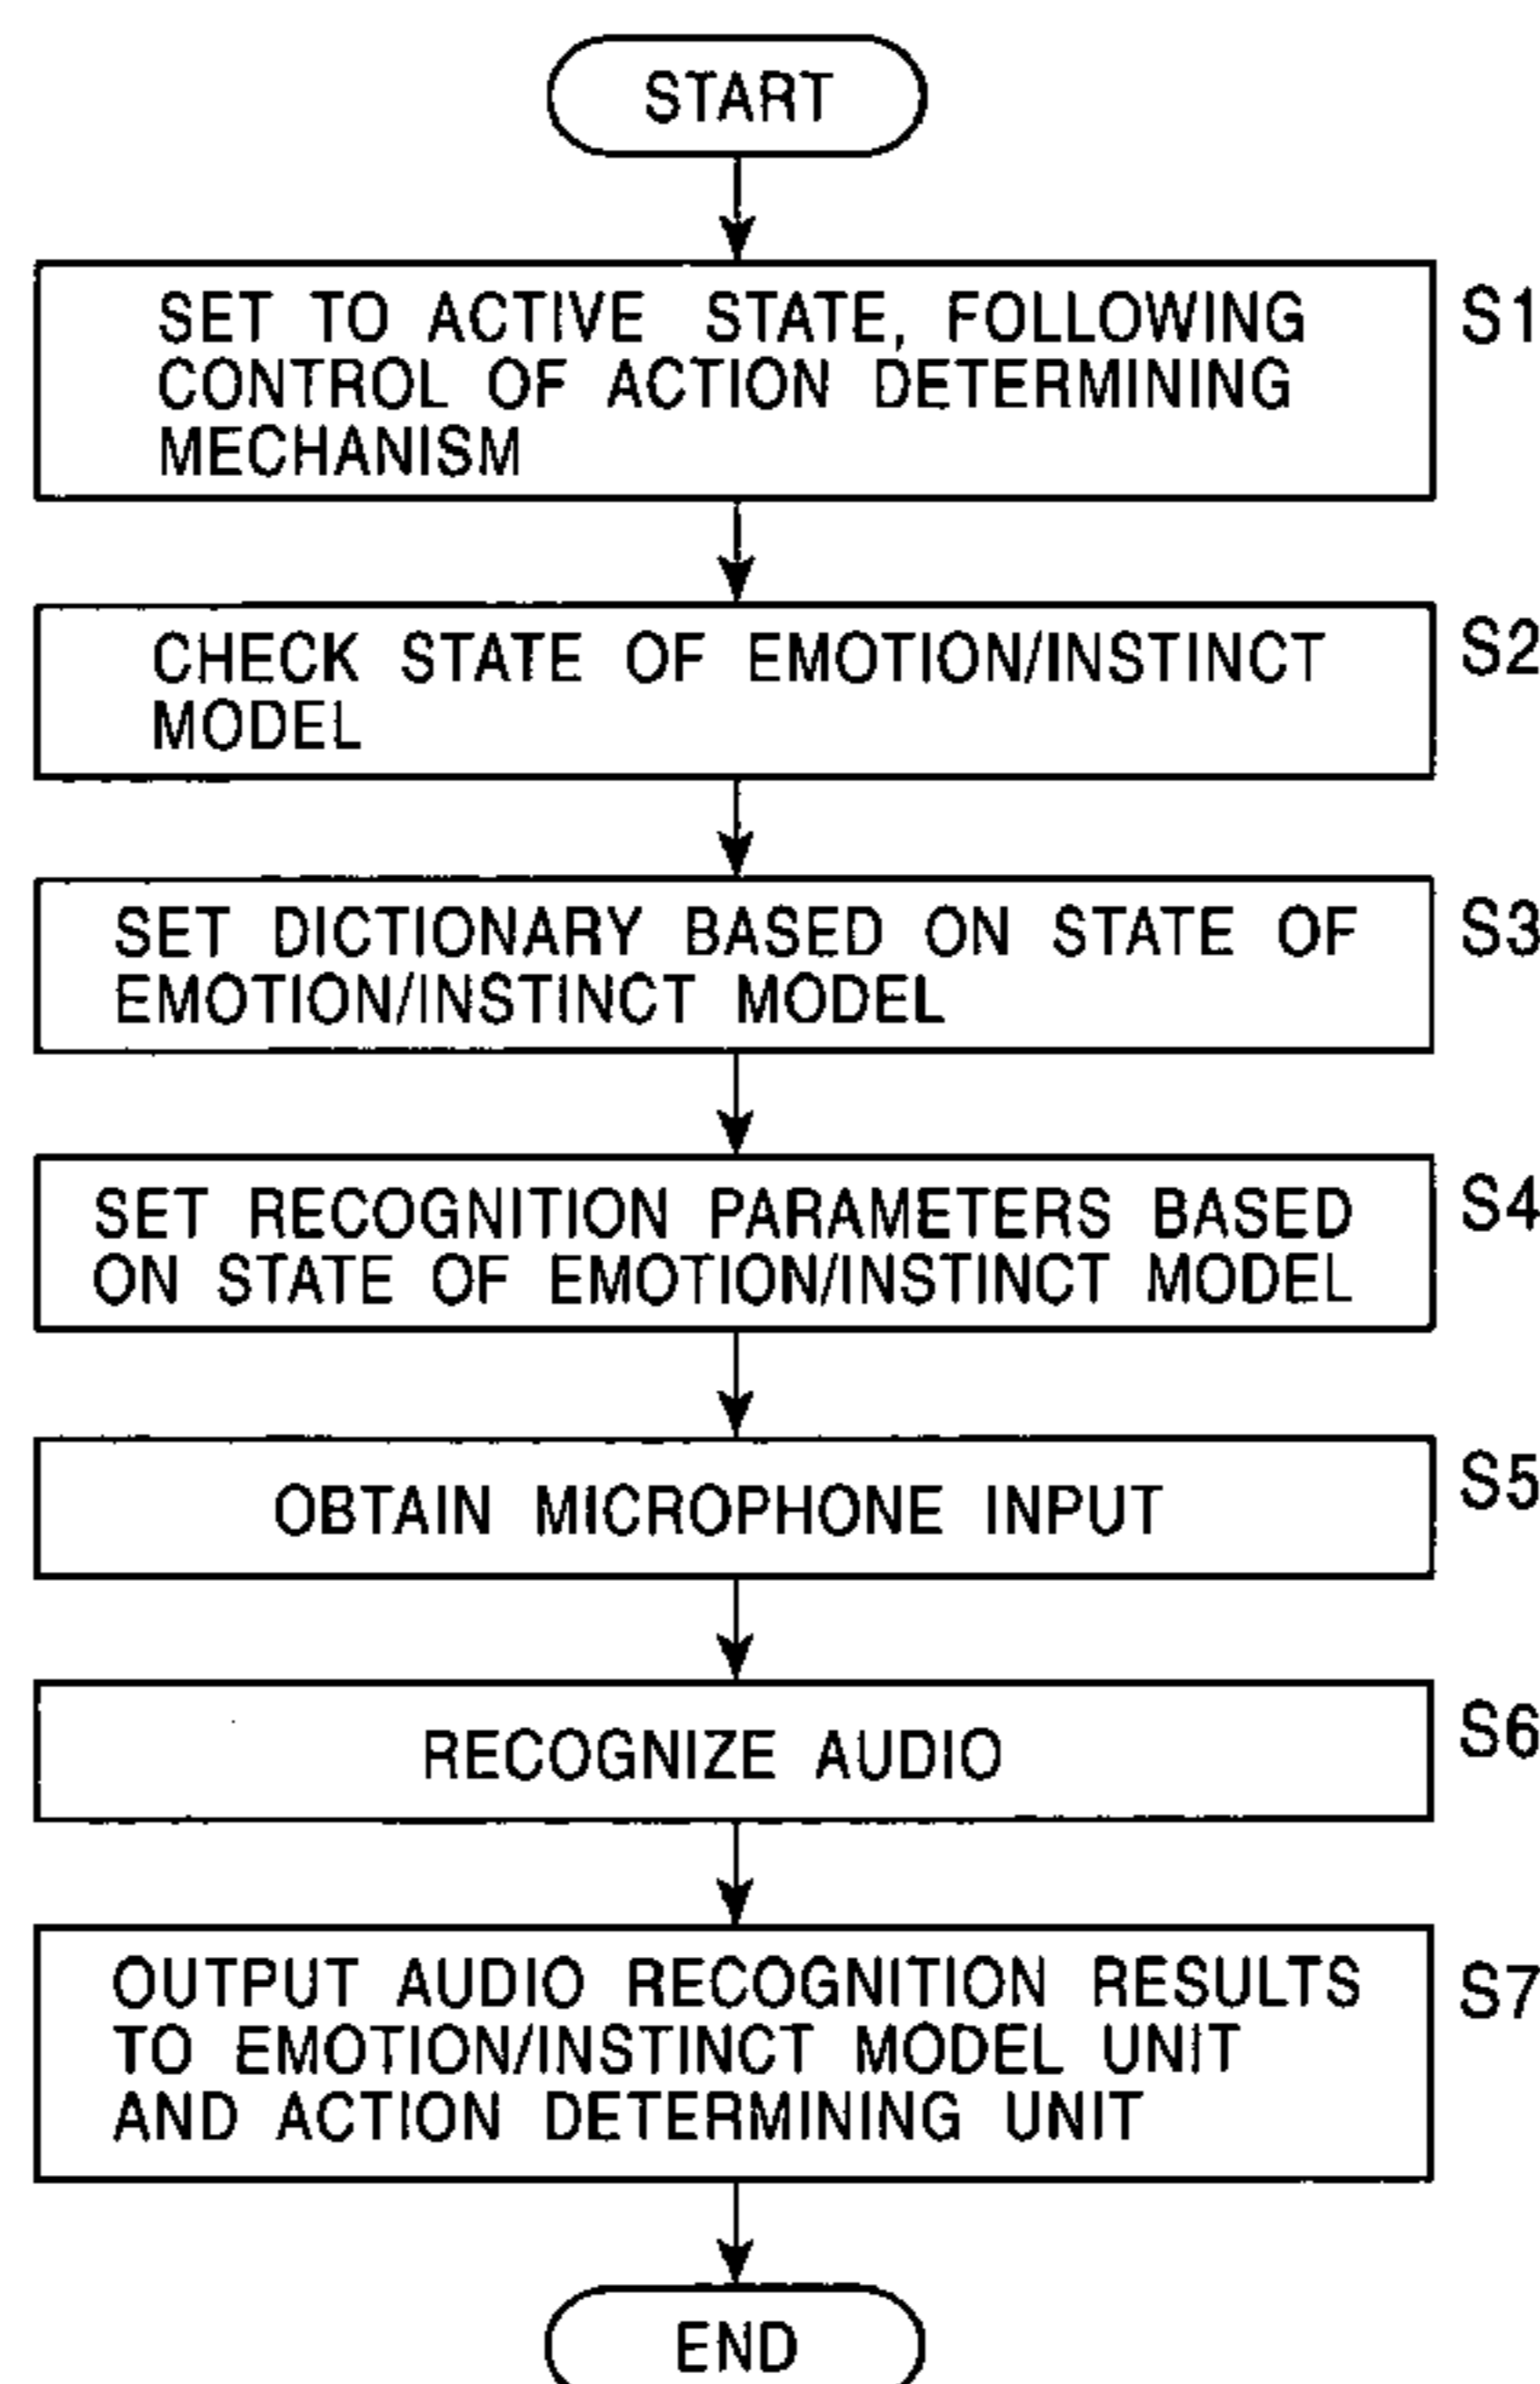 START
SET TO ACTIVE STATE, FOLLOWING
CONTROL OF ACTION DETERMINING
MECHANISM
S1
CHECK STATE OF EMOTION/INSTINCT
MODEL
S2
SET DICTIONARY BASED ON STATE OF
EMOTION/INSTINCT MODEL
S3
SET RECOGNITION PARAMETERS BASED
ON STATE OF EMOTION/INSTINCT MODEL
S4
OBTAIN MICROPHONE INPUT
S5
RECOGNIZE AUDIO
S6
OUTPUT AUDIO RECOGNITION RESULTS
TO EMOTION/INSTINCT MODEL UNIT
AND ACTION DETERMINING UNIT
S7
END